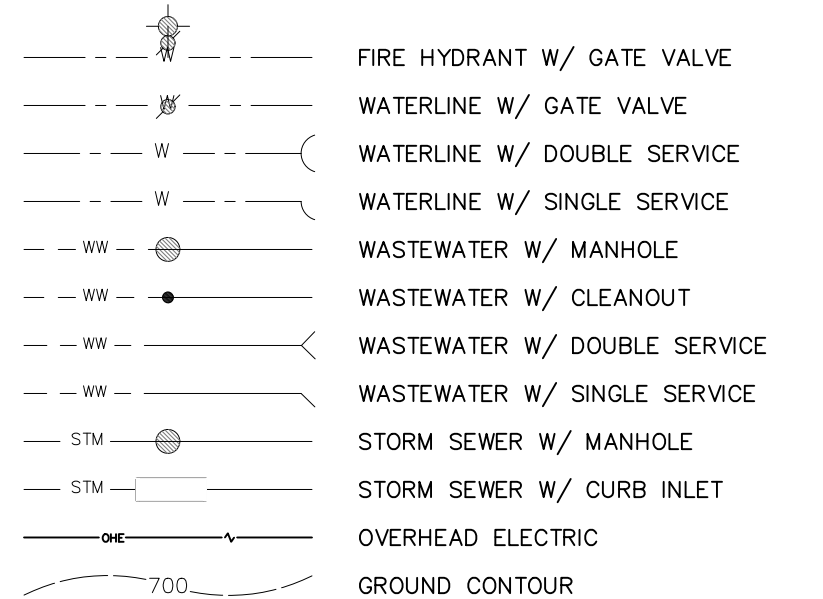 W FIRE HYDRANT W/ GATE VALVE
W WATERLINE W/ GATE VALVE
W WATERLINE W/ DOUBLE SERVICE
W WATERLINE W/ SINGLE SERVICE
WW WASTEWATER W/ MANHOLE
WW WASTEWATER W/ CLEANOUT
WW WASTEWATER W/ DOUBLE SERVICE
WW WASTEWATER W/ SINGLE SERVICE
STM STORM SEWER W/ MANHOLE
STM STORM SEWER W/ CURB INLET
OHE OVERHEAD ELECTRIC
700 GROUND CONTOUR